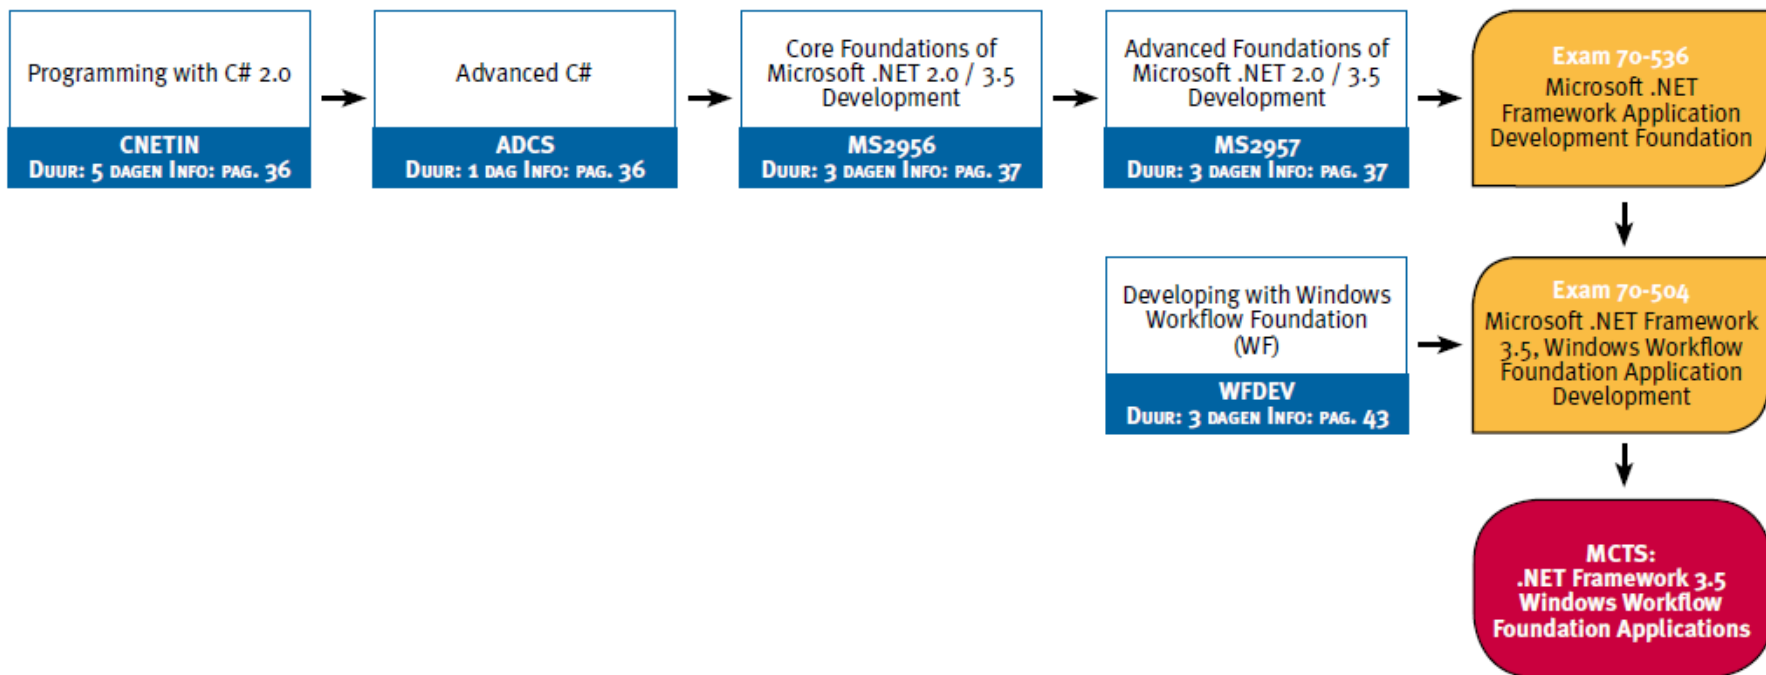 Programming with C# 2.0
CNETIN
Duur: 5 dagen Info: pag. 36
Advanced C#
ADCS
Duur: 1 dag Info: pag. 36
Core Foundations of
Microsoft .NET 2.0 / 3.5
Development
MS2956
Duur: 3 dagen Info: pag. 37
Advanced Foundations of
Microsoft .NET 2.0 / 3.5
Development
MS2957
Duur: 3 dagen Info: pag. 37
Exam 70-536
Microsoft .NET
Framework Application
Development Foundation
Developing with Windows
Workflow Foundation
(WF)
WFDEV
Duur: 3 dagen Info: pag. 43
Exam 70-504
Microsoft .NET Framework
3.5, Windows Workflow
Foundation Application
Development
MCTS:
.NET Framework 3.5
Windows Workflow
Foundation Applications